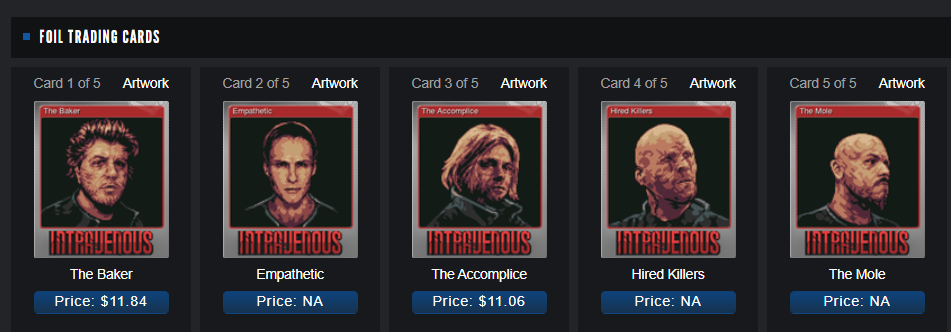 FOIL TRADING CARDS
Card 1 of 5 Artwork
The Baker
INTRAVENOUS
The Baker
Price: $11.84
Card 2 of 5 Artwork
Empathetic
INTRAVENOUS
Empathetic
Price: NA
Card 3 of 5 Artwork
The Accomplice
INTRAVENOUS
The Accomplice
Price: $11.06
Card 4 of 5 Artwork
Hired Killers
INTRAVENOUS
Hired Killers
Price: NA
Card 5 of 5 Artwork
The Mole
INTRAVENOUS
The Mole
Price: NA